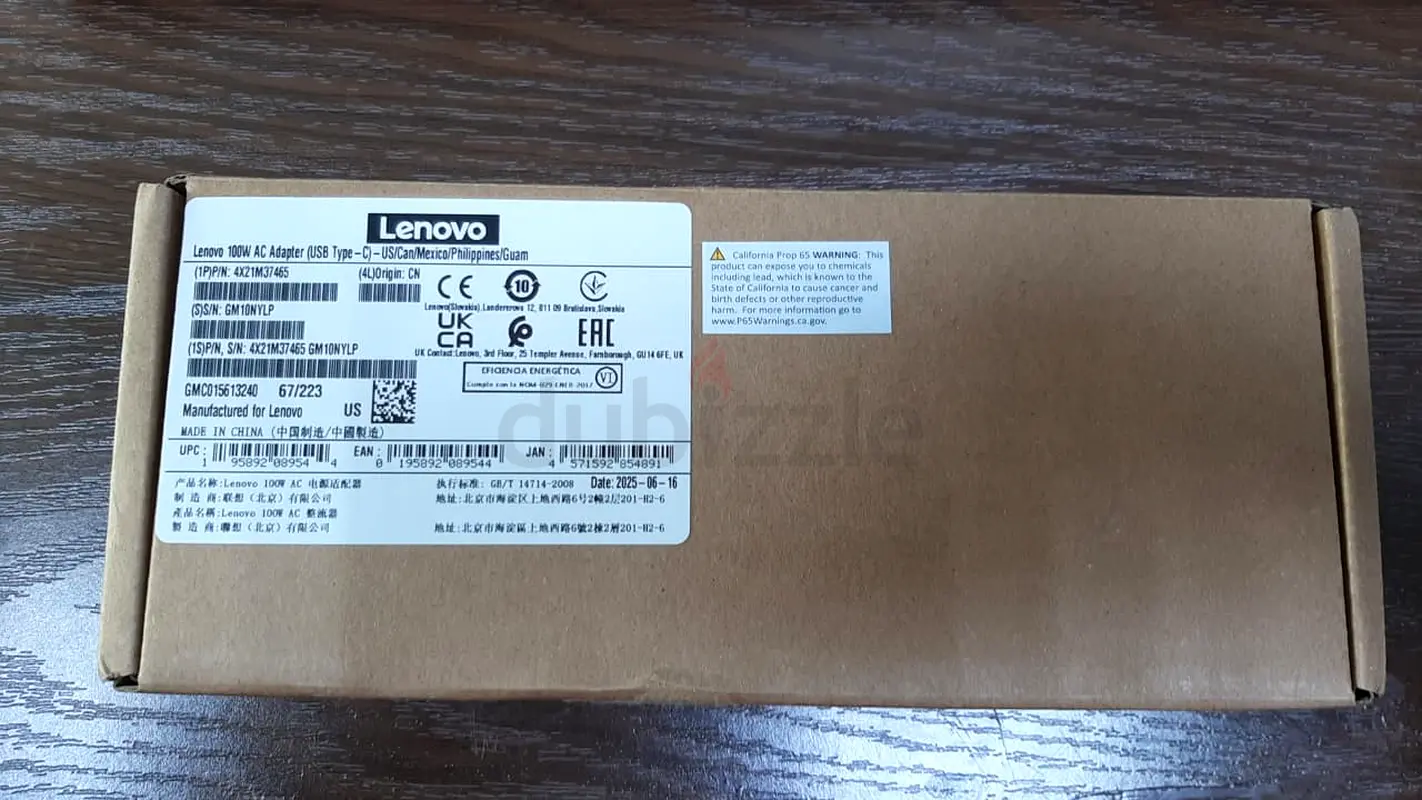 Lenovo
Lenovo 100W AC Adapter (USB Type-C) - US/Can/Mexico/Philippines/Guam
(1P)P/N: 4X21M37465
(4L)Origin: CN
(S)S/N: GM10NYLP
(1S)P/N, S/N: 4X21M37465 GM10NYLP
GMC015613240 67/223
Manufactured for Lenovo US
MADE IN CHINA (中国制造/中國製造)
CE
10
Lenovo(Slovakia), Landererova 12, 811 09 Bratislava, Slovakia
UK
CA
EAC
UK Contact:Lenovo, 3rd Floor, 25 Templer Avenue, Farnborough, GU14 6FE, UK
EFICIENCIA ENERGÉTICA
Cumple con la NOM-029-ENER-2017
VI
UPC: 1 95892 08954 4
EAN: 0 195892 089544
JAN: 4 571592 854891
产品名称:Lenovo 100W AC 电源适配器
执行标准: GB/T 14714-2008 Date: 2025-06-16
制 造 商:联想（北京）有限公司
地址:北京市海淀区上地西路6号2幢2层201-H2-6
產品名稱:Lenovo 100W AC 整流器
製 造 商:聯想（北京）有限公司
地址:北京市海淀區上地西路6號2棟2層201-H2-6
California Prop 65 WARNING: This
product can expose you to chemicals
including lead, which is known to the
State of California to cause cancer and
birth defects or other reproductive
harm. For more information go to
www.P65Warnings.ca.gov.
dubizzle